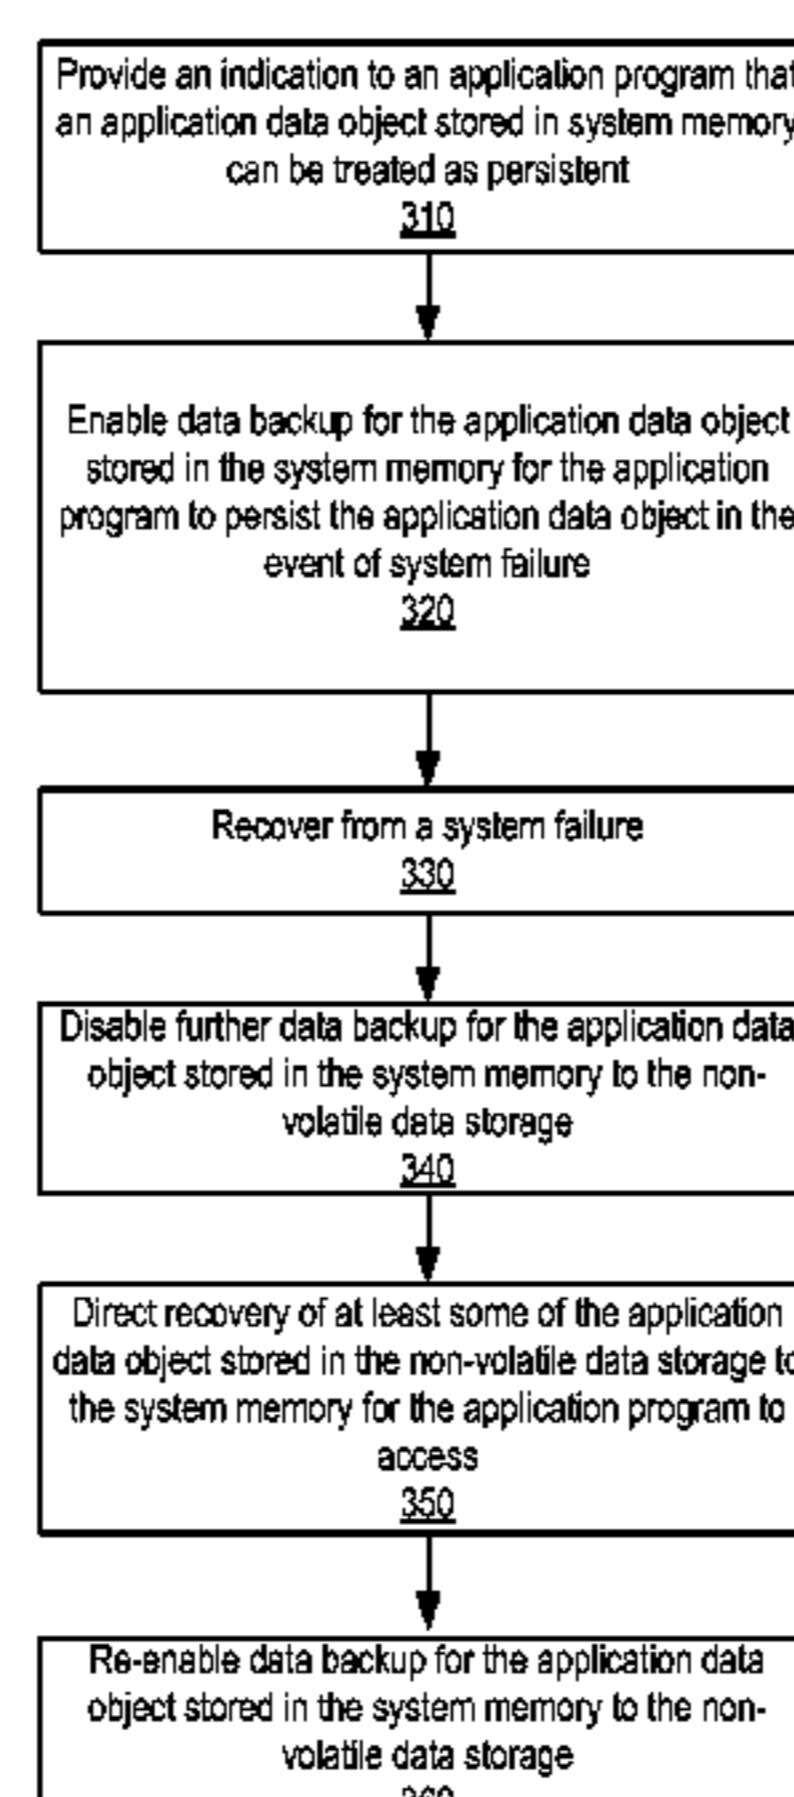 Provide an indication to an application program that
an application data object stored in system memory
can be treated as persistent
310
Enable data backup for the application data object
stored in the system memory for the application
program to persist the application data object in the
event of system failure
320
Recover from a system failure
330
Disable further data backup for the application data
object stored in the system memory to the non-
volatile data storage
340
Direct recovery of at least some of the application
data object stored in the non-volatile data storage to
the system memory for the application program to
access
350
Re-enable data backup for the application data
object stored in the system memory to the non-
volatile data storage